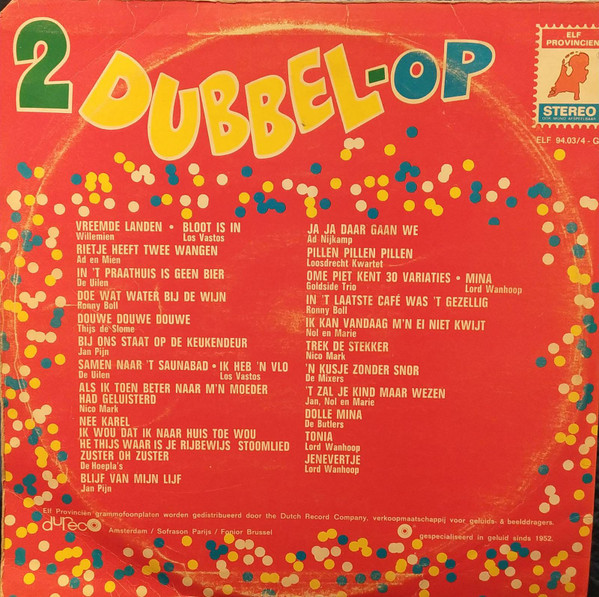 2 DUBBEL-OP
ELF
PROVINCIEN
STEREO
ELF 94.03/4 - G
VREEMDE LANDEN • BLOOT IS IN
Willemien Los Vastos
RIETJE HEEFT TWEE WANGEN
Ad en Mien
IN 'T PRAATHUIS IS GEEN BIER
De Uilen
DOE WAT WATER BIJ DE WIJN
Ronny Boll
DOUWE DOUWE DOUWE
Thijs de Slome
BIJ ONS STAAT OP DE KEUKENDEUR
Jan Pijn
SAMEN NAAR 'T SAUNABAD • IK HEB 'N VLO
De Uilen Los Vastos
ALS IK TOEN BETER NAAR M'N MOEDER
HAD GELUISTERD
Nico Mark
NEE KAREL
IK WOU DAT IK NAAR HUIS TOE WOU
HE THIJS WAAR IS JE RIJBEWIJS STOOMLIED
ZUSTER OH ZUSTER
De Hoepla's
BLIJF VAN MIJN LIJF
Jan Pijn
JA JA DAAR GAAN WE
Ad Nijkamp
PILLEN PILLEN PILLEN
Loosdrecht Kwartet
OME PIET KENT 30 VARIATIES • MINA
Goldside Trio Lord Wanhoop
IN 'T LAATSTE CAFÉ WAS 'T GEZELLIG
Ronny Boll
IK KAN VANDAAG M'N EI NIET KWIJT
Nol en Marie
TREK DE STEKKER
Nico Mark
'N KUSJE ZONDER SNOR
De Mixers
'T ZAL JE KIND MAAR WEZEN
Jan, Nol en Marie
DOLLE MINA
De Butlers
TONIA
Lord Wanhoop
JENEVERTJE
Lord Wanhoop
Elf Provinciën grammofoonplaten worden gedistribueerd door the Dutch Record Company, verkoopmaatschappij voor geluids- & beelddragers.
dureco Amsterdam / Sofrason Parijs / Fonior Brussel gespecialiseerd in geluid sinds 1952.